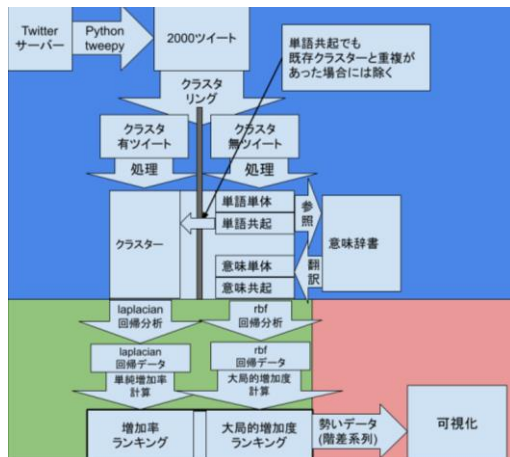 Twitter
サーバー
Python
tweepy
2000ツイート
単語共起でも
既存クラスターと重複が
あった場合には除く
クラスタ
リング
クラスタ
有ツイート
クラスタ
無ツイート
処理
処理
クラスター
単語単体
単語共起
参照
意味辞書
意味単体
意味共起
翻訳
laplacian
回帰分析
rbf
回帰分析
laplacian
回帰データ
rbf
回帰データ
単純増加率
計算
大局的増加度
計算
増加率
ランキング
大局的増加度
ランキング
勢いデータ
(階差系列)
可視化